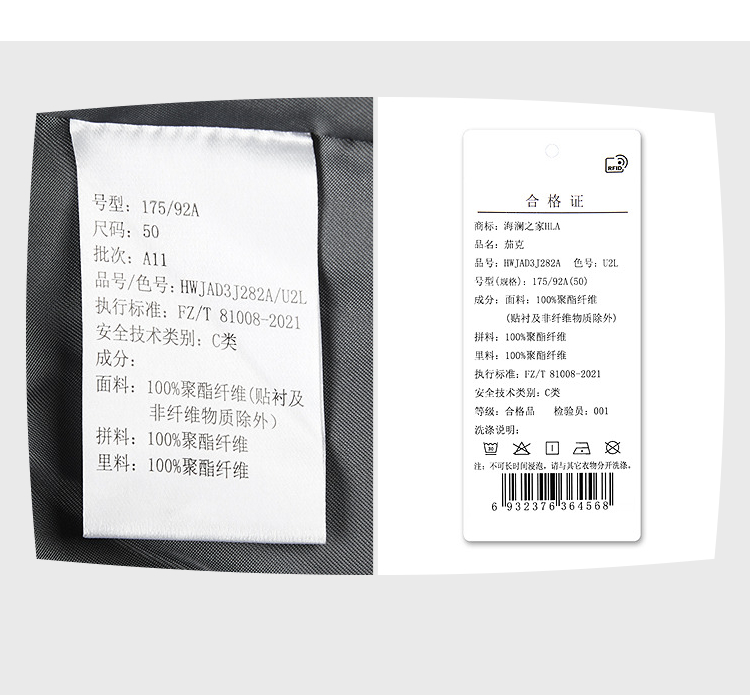 号型: 175/92A
尺码: 50
批次: A11
品号/色号: HWJAD3J282A/U2L
执行标准: FZ/T 81008-2021
安全技术类别: C类
成分:
面料: 100%聚酯纤维(贴衬及
非纤维物质除外)
拼料: 100%聚酯纤维
里料: 100%聚酯纤维
RFID
合格证
商标: 海澜之家HLA
品名: 茄克
品号: HWJAD3J282A 色号: U2L
号型(规格): 175/92A(50)
成分: 面料: 100%聚酯纤维
(贴衬及非纤维物质除外)
拼料: 100%聚酯纤维
里料: 100%聚酯纤维
执行标准: FZ/T 81008-2021
安全技术类别: C类
等级: 合格品 检验员: 001
洗涤说明:
30
注: 不可长时间浸泡, 请与其它衣物分开洗涤。
6 932376 364568